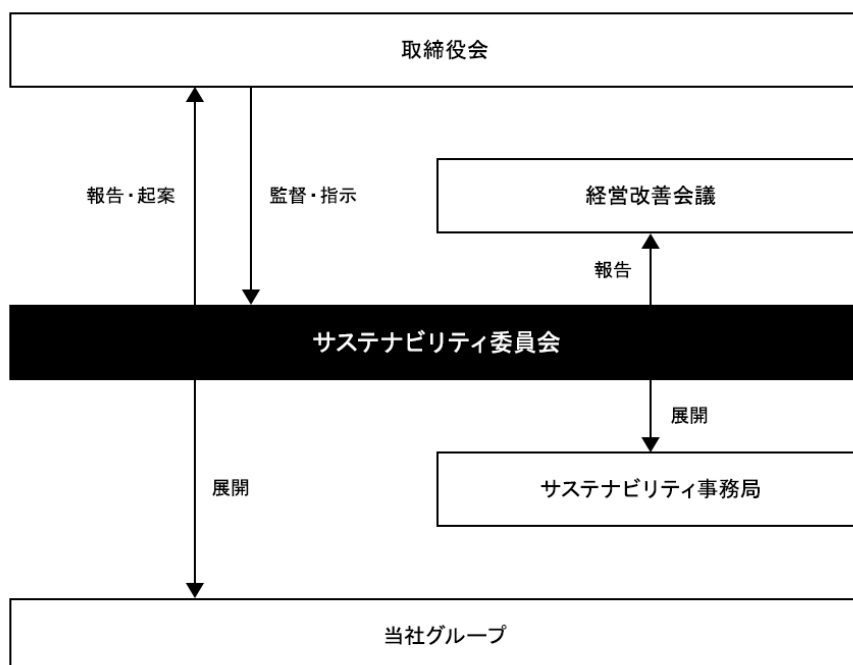 取締役会
報告・起案
監督・指示
経営改善会議
報告
サステナビリティ委員会
展開
サステナビリティ事務局
展開
当社グループ